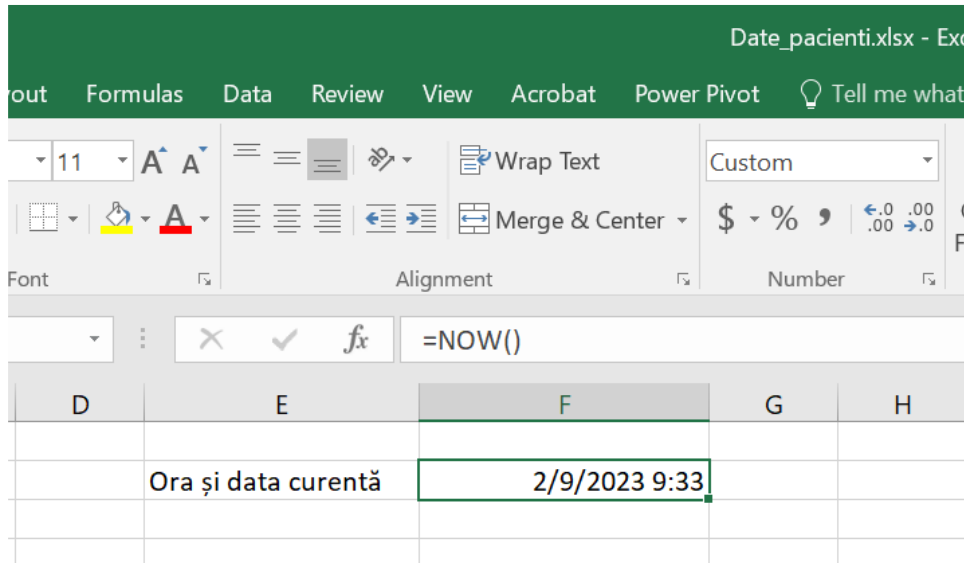 Date_pacienti.xlsx - Exc
yout Formulas Data Review View Acrobat Power Pivot Tell me what
11 A A Wrap Text Custom
A Merge & Center $ % , .0 .00 .00 .0
Font Alignment Number
fx =NOW()
D E F G H
Ora și data curentă 2/9/2023 9:33